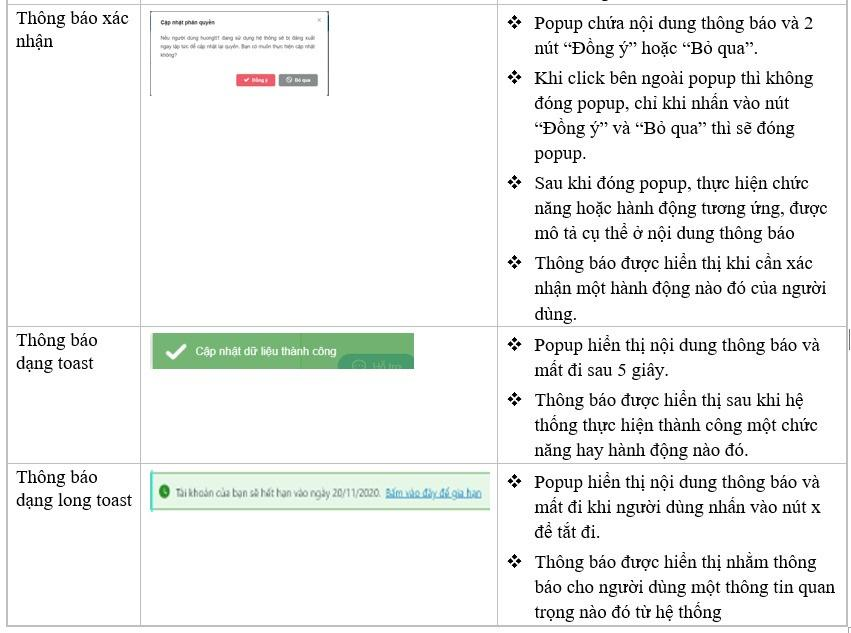 Thông báo xác
nhận
Cập nhật phân quyền
Nếu người dùng huongtt1 đang sử dụng hệ thống sẽ bị đăng xuất
ngay lập tức để cập nhật lại quyền. Bạn có muốn thực hiện cập nhật
không?
Đồng ý
Bỏ qua
❖ Popup chứa nội dung thông báo và 2
nút “Đồng ý” hoặc “Bỏ qua”.
❖ Khi click bên ngoài popup thì không
đóng popup, chỉ khi nhấn vào nút
“Đồng ý” và “Bỏ qua” thì sẽ đóng
popup.
❖ Sau khi đóng popup, thực hiện chức
năng hoặc hành động tương ứng, được
mô tả cụ thể ở nội dung thông báo
❖ Thông báo được hiển thị khi cần xác
nhận một hành động nào đó của người
dùng.
Thông báo
dạng toast
Cập nhật dữ liệu thành công
Hỗ trợ
❖ Popup hiển thị nội dung thông báo và
mất đi sau 5 giây.
❖ Thông báo được hiển thị sau khi hệ
thống thực hiện thành công một chức
năng hay hành động nào đó.
Thông báo
dạng long toast
Tài khoản của bạn sẽ hết hạn vào ngày 20/11/2020. Bấm vào đây để gia hạn
❖ Popup hiển thị nội dung thông báo và
mất đi khi người dùng nhấn vào nút x
để tắt đi.
❖ Thông báo được hiển thị nhằm thông
báo cho người dùng một thông tin quan
trọng nào đó từ hệ thống